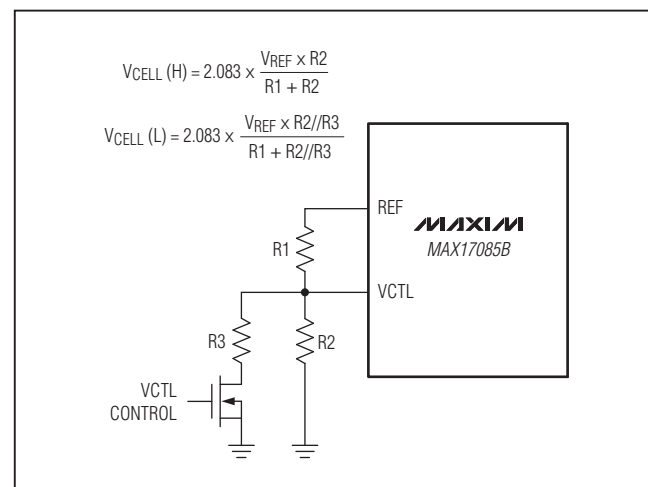 VCELL (H) = 2.083 x VREF x R2 / R1 + R2
VCELL (L) = 2.083 x VREF x R2//R3 / R1 + R2//R3
REF
MAXIM
MAX17085B
R1
VCTL
R3
R2
VCTL
CONTROL